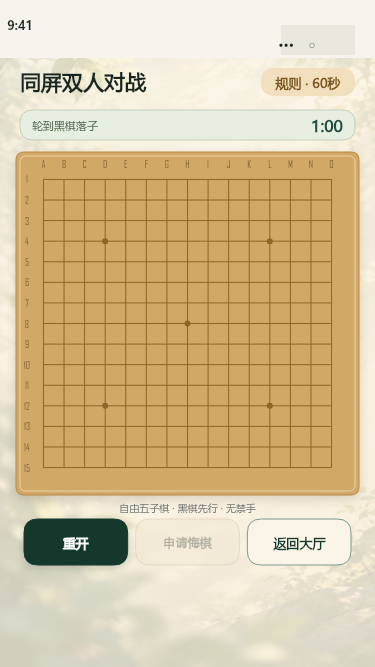 9:41
同屏双人对战
规则 · 60秒
轮到黑棋落子
1:00
A B C D E F G H I J K L M N O
1
2
3
4
5
6
7
8
9
10
11
12
13
14
15
自由五子棋 · 黑棋先行 · 无禁手
重开
申请悔棋
返回大厅